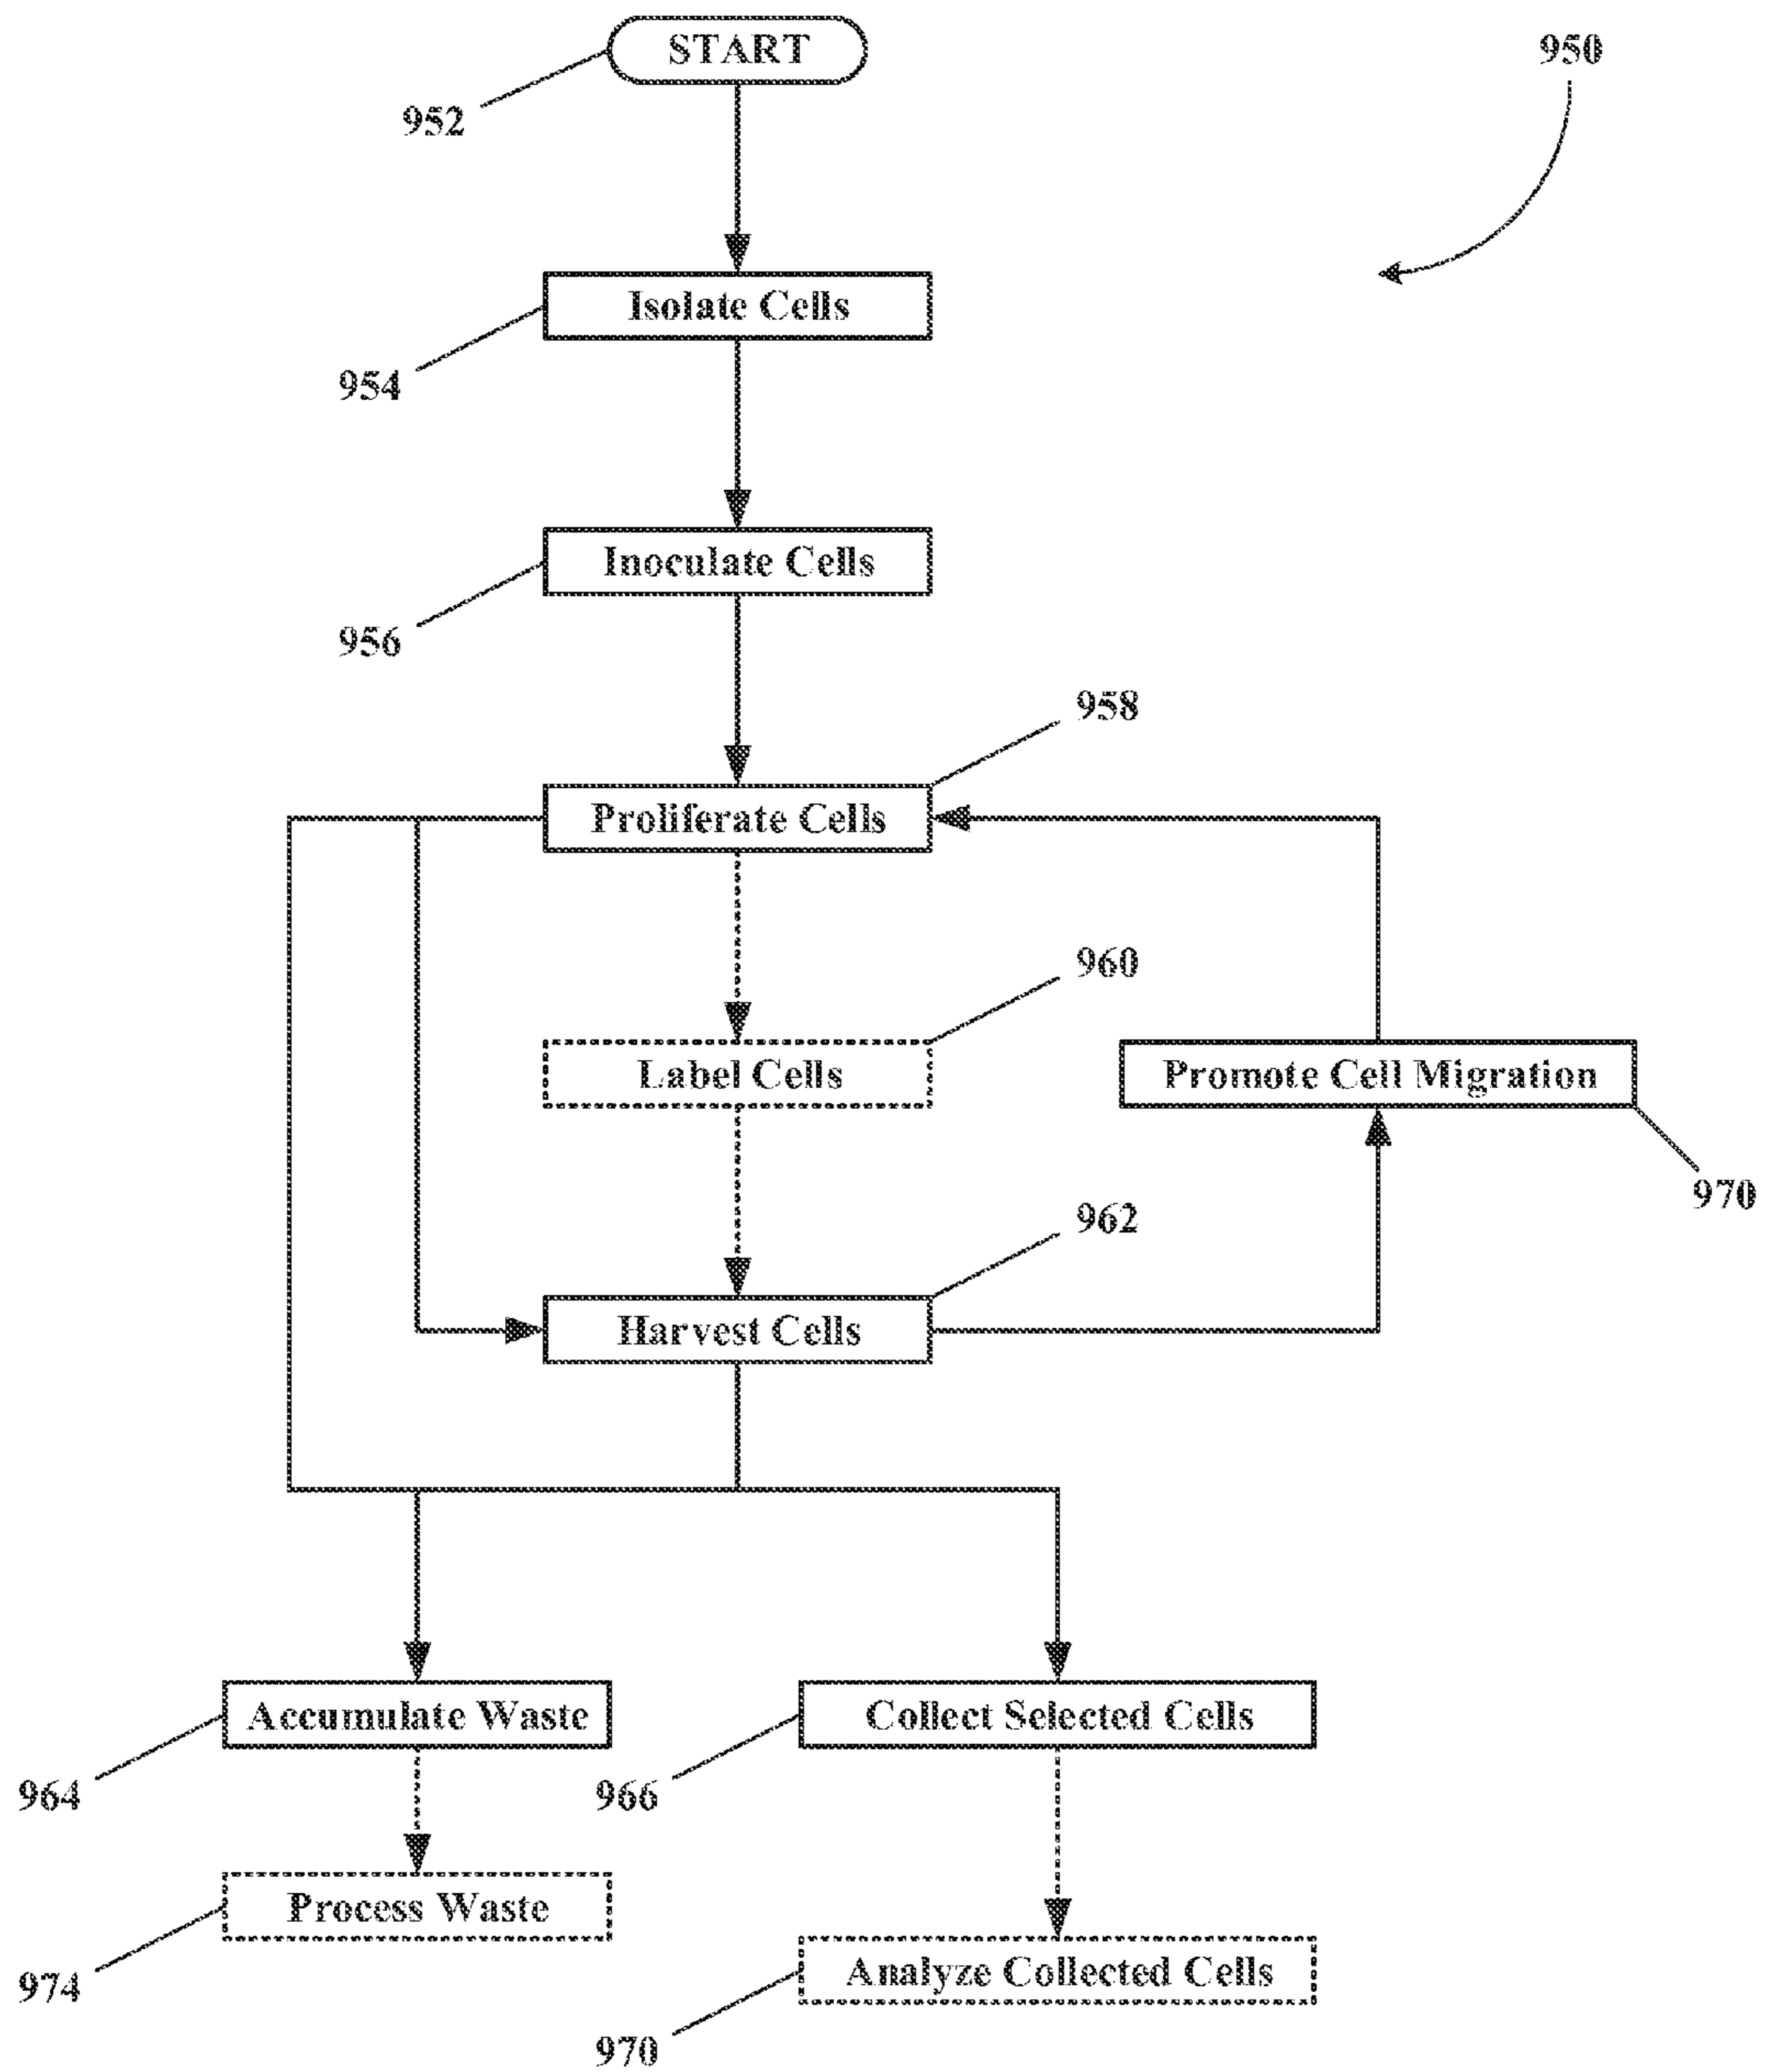 START
950
952
Isolate Cells
954
Inoculate Cells
956
958
Proliferate Cells
960
Label Cells
Promote Cell Migration
970
962
Harvest Cells
Accumulate Waste
Collect Selected Cells
964
966
Process Waste
974
Analyze Collected Cells
970